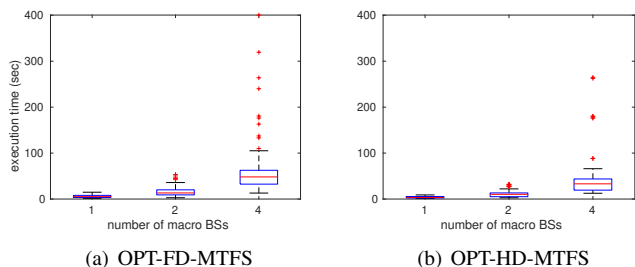 400
300
200
100
0
execution time (sec)
1 2 4
number of macro BSs
(a) OPT-FD-MTFS
400
300
200
100
0
1 2 4
number of macro BSs
(b) OPT-HD-MTFS